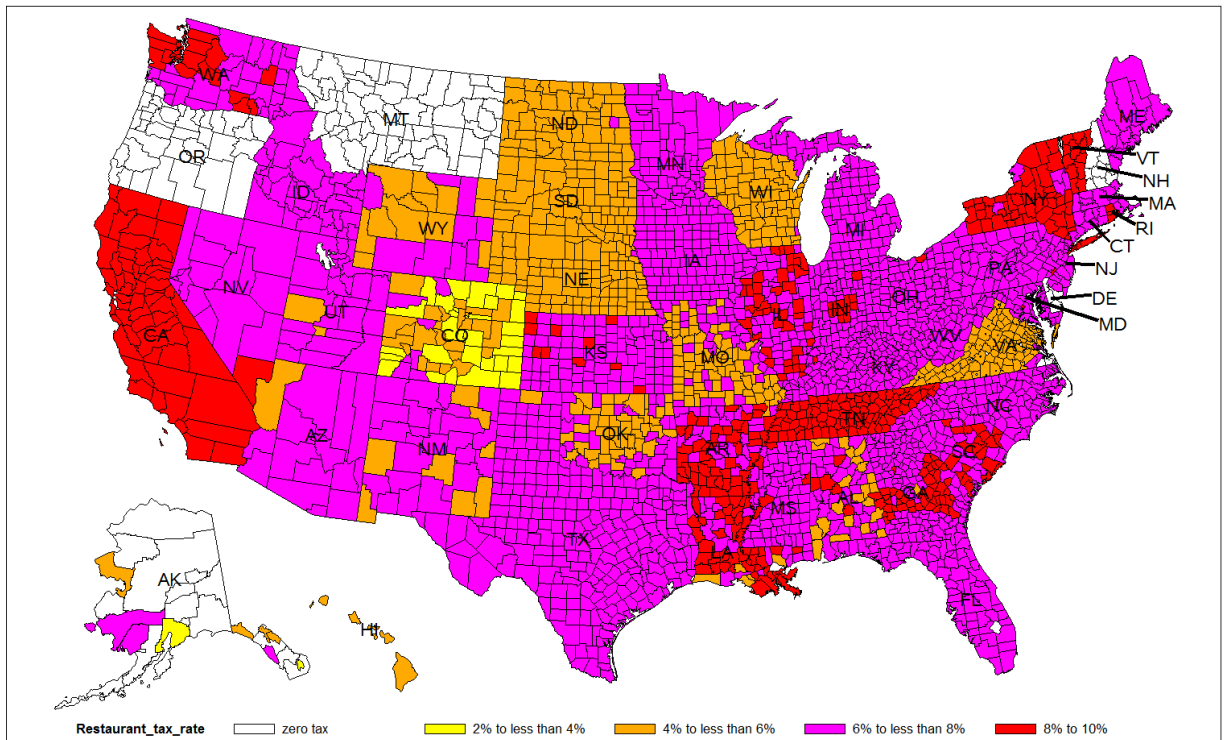 WA
MT
ND
ME
OR
MN
VT
ID
SD
WI
NH
WY
NY
MA
MI
RI
IA
CT
NV
NE
PA
NJ
UT
OH
DE
CO
IL
IN
MD
CA
KS
MO
WV
VA
KY
AZ
NM
OK
AR
TN
NC
SC
TX
MS
AL
GA
LA
AK
HI
FL
Restaurant_tax_rate zero tax 2% to less than 4% 4% to less than 6% 6% to less than 8% 8% to 10%